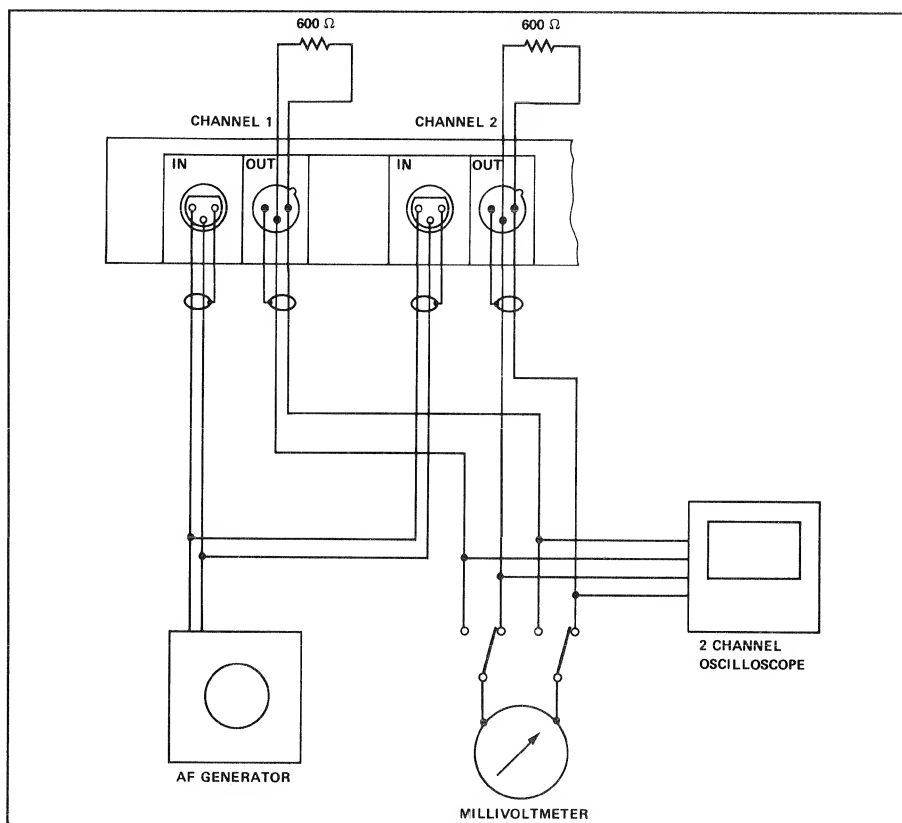 600 Ω
600 Ω
CHANNEL 1
CHANNEL 2
IN
OUT
IN
OUT
2 CHANNEL
OSCILLOSCOPE
AF GENERATOR
MILLIVOLTMETER